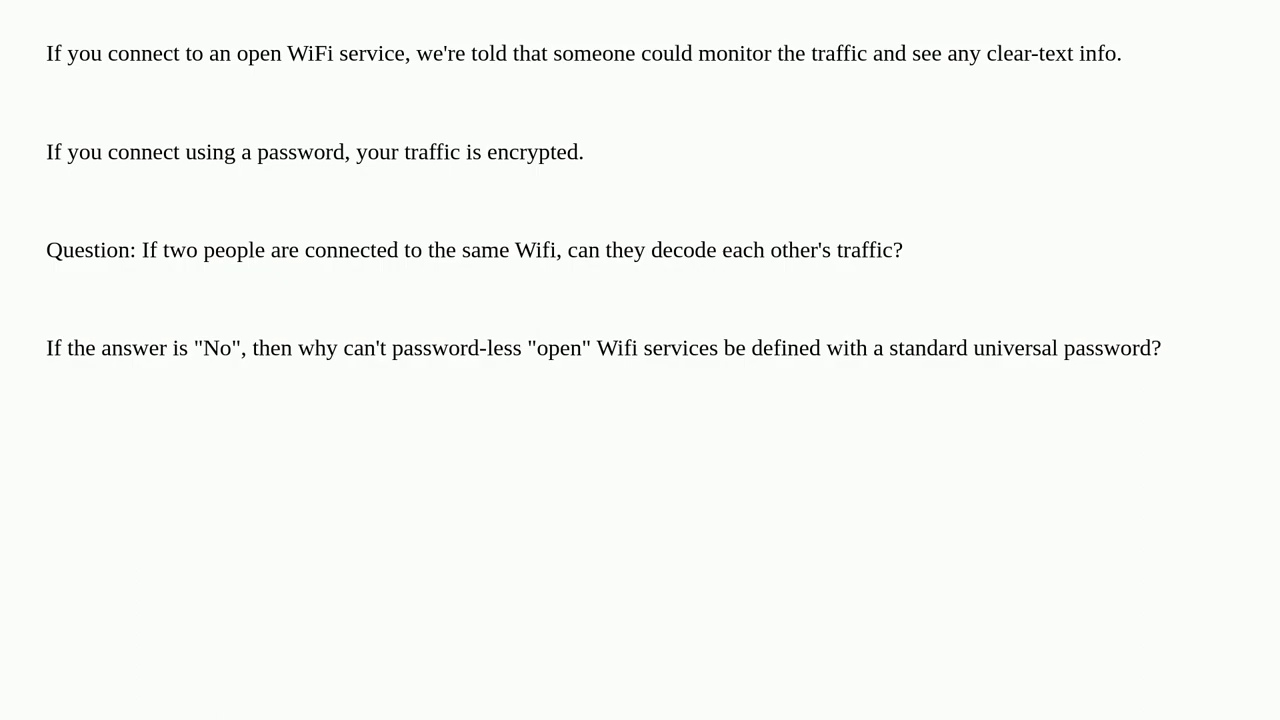 If you connect to an open WiFi service, we're told that someone could monitor the traffic and see any clear-text info.
If you connect using a password, your traffic is encrypted.
Question: If two people are connected to the same Wifi, can they decode each other's traffic?
If the answer is "No", then why can't password-less "open" Wifi services be defined with a standard universal password?